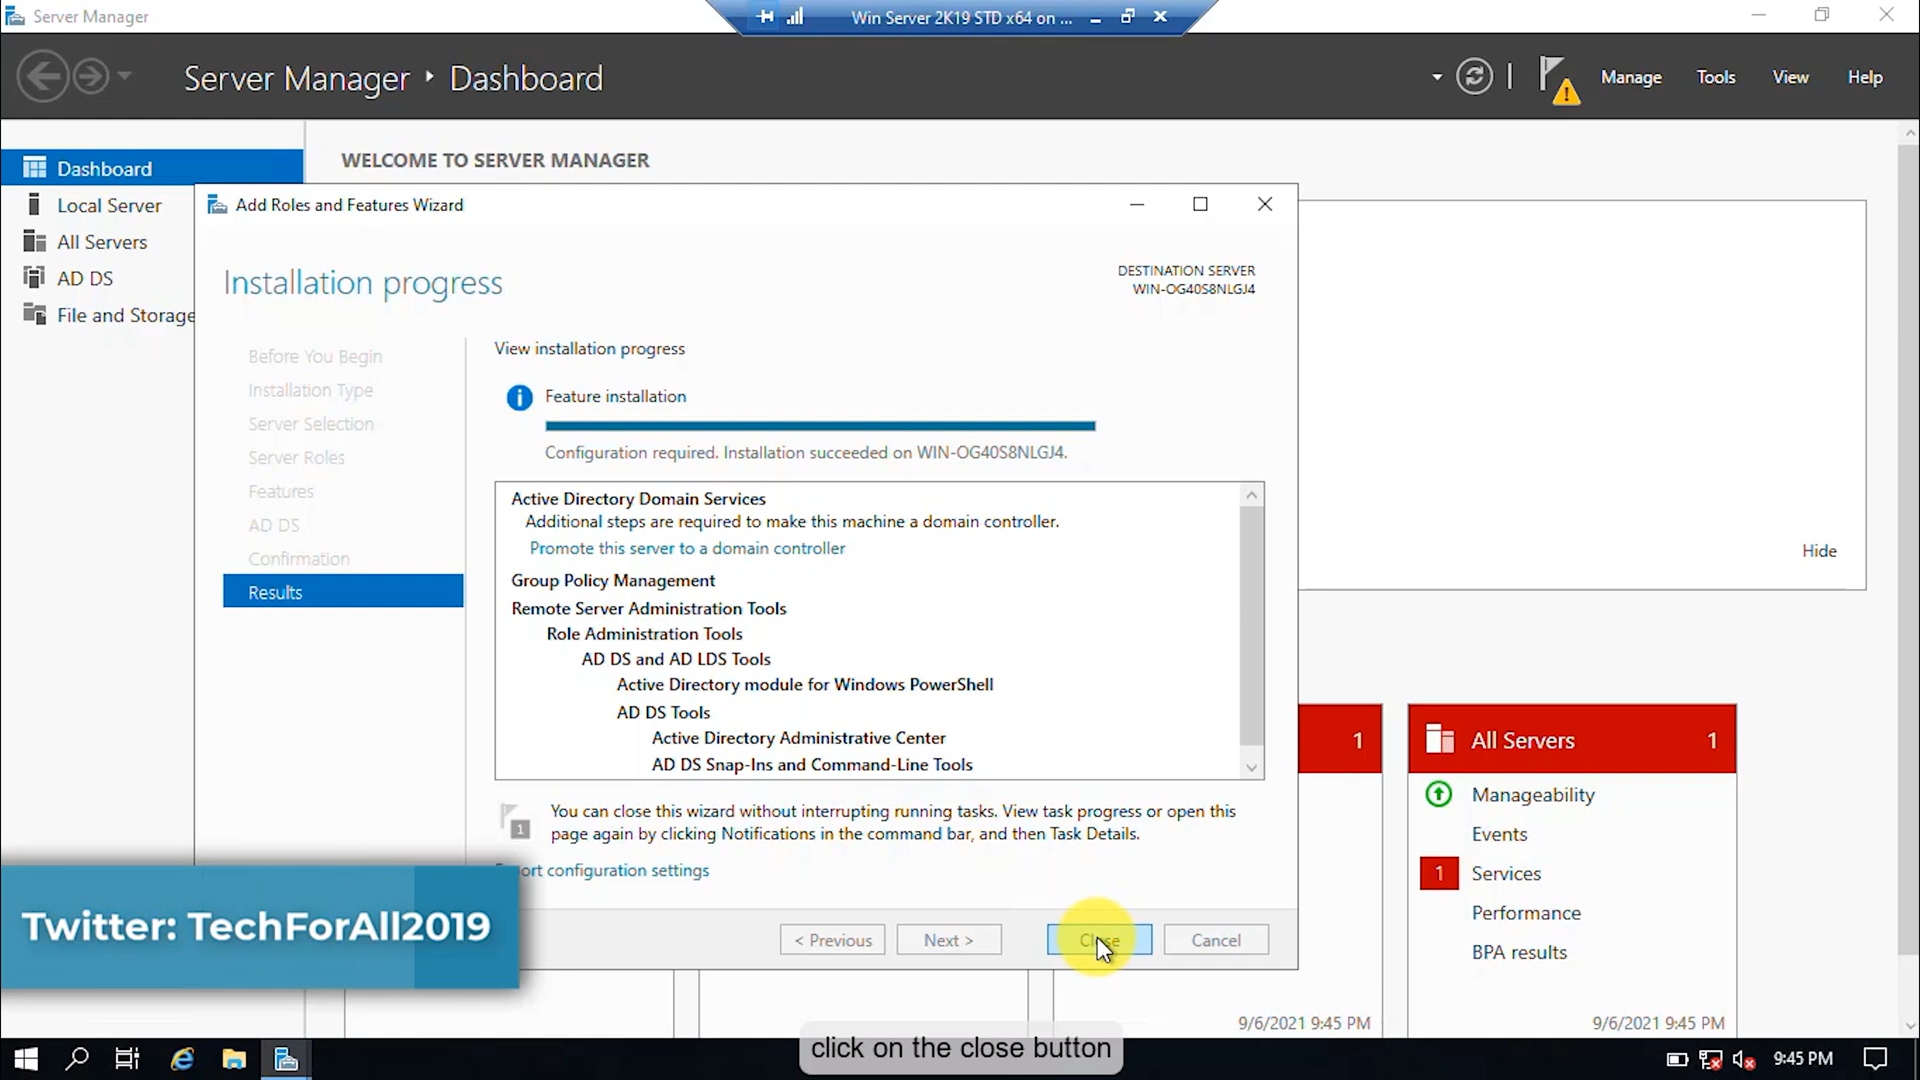 Server Manager
Win Server 2K19 STD x64 on ...
Server Manager
Dashboard
Manage
Tools
View
Help
Dashboard
Local Server
All Servers
AD DS
File and Storage
WELCOME TO SERVER MANAGER
Add Roles and Features Wizard
Installation progress
DESTINATION SERVER
WIN-OG40S8NLGJ4
Before You Begin
Installation Type
Server Selection
Server Roles
Features
AD DS
Confirmation
Results
View installation progress
Feature installation
Configuration required. Installation succeeded on WIN-OG40S8NLGJ4.
Active Directory Domain Services
Additional steps are required to make this machine a domain controller.
Promote this server to a domain controller
Group Policy Management
Remote Server Administration Tools
Role Administration Tools
AD DS and AD LDS Tools
Active Directory module for Windows PowerShell
AD DS Tools
Active Directory Administrative Center
AD DS Snap-Ins and Command-Line Tools
1
You can close this wizard without interrupting running tasks. View task progress or open this
page again by clicking Notifications in the command bar, and then Task Details.
configuration settings
< Previous
Next >
Close
Cancel
Hide
1
All Servers 1
Manageability
Events
1 Services
Performance
BPA results
9/6/2021 9:45 PM
9/6/2021 9:45 PM
Twitter: TechForAll2019
click on the close button
9:45 PM